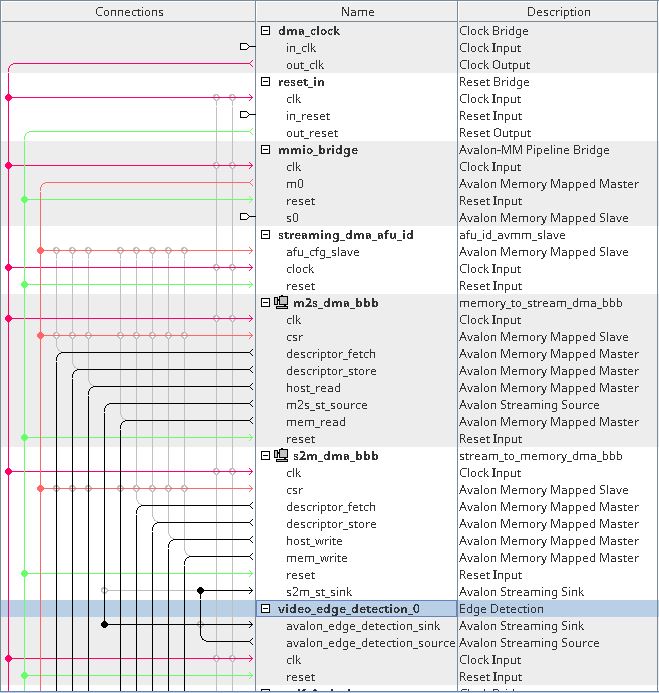 Connections Name Description
dma_clock Clock Bridge
in_clk Clock Input
out_clk Clock Output
reset_in Reset Bridge
clk Clock Input
in_reset Reset Input
out_reset Reset Output
mmio_bridge Avalon-MM Pipeline Bridge
clk Clock Input
m0 Avalon Memory Mapped Master
reset Reset Input
s0 Avalon Memory Mapped Slave
streaming_dma_afu_id afu_id_avmm_slave
afu_cfg_slave Avalon Memory Mapped Slave
clock Clock Input
reset Reset Input
m2s_dma_bbb memory_to_stream_dma_bbb
clk Clock Input
csr Avalon Memory Mapped Slave
descriptor_fetch Avalon Memory Mapped Master
descriptor_store Avalon Memory Mapped Master
host_read Avalon Memory Mapped Master
m2s_st_source Avalon Streaming Source
mem_read Avalon Memory Mapped Master
reset Reset Input
s2m_dma_bbb stream_to_memory_dma_bbb
clk Clock Input
csr Avalon Memory Mapped Slave
descriptor_fetch Avalon Memory Mapped Master
descriptor_store Avalon Memory Mapped Master
host_write Avalon Memory Mapped Master
mem_write Avalon Memory Mapped Master
reset Reset Input
s2m_st_sink Avalon Streaming Sink
video_edge_detection_0 Edge Detection
avalon_edge_detection_sink Avalon Streaming Sink
avalon_edge_detection_source Avalon Streaming Source
clk Clock Input
reset Reset Input